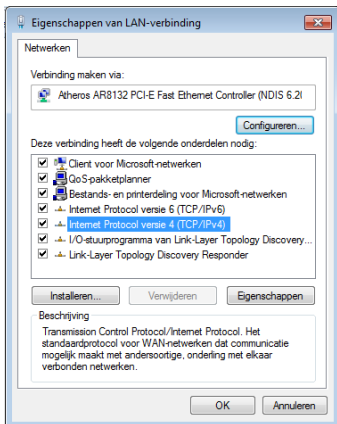 Eigenschappen van LAN-verbinding
Netwerken
Verbinding maken via:
Atheros AR8132 PCI-E Fast Ethernet Controller (NDIS 6.20
Configureren...
Deze verbinding heeft de volgende onderdelen nodig:
Client voor Microsoft-netwerken
QoS-pakketplanner
Bestands- en printerdeling voor Microsoft-netwerken
Internet Protocol versie 6 (TCP/IPv6)
Internet Protocol versie 4 (TCP/IPv4)
I/O-stuurprogramma van Link-Layer Topology Discovery...
Link-Layer Topology Discovery Responder
Installeren... Verwijderen Eigenschappen
Beschrijving
Transmission Control Protocol/Internet Protocol. Het
standaardprotocol voor WAN-netwerken dat communicatie
mogelijk maakt met andersoortige, onderling met elkaar
verbonden netwerken.
OK Annuleren